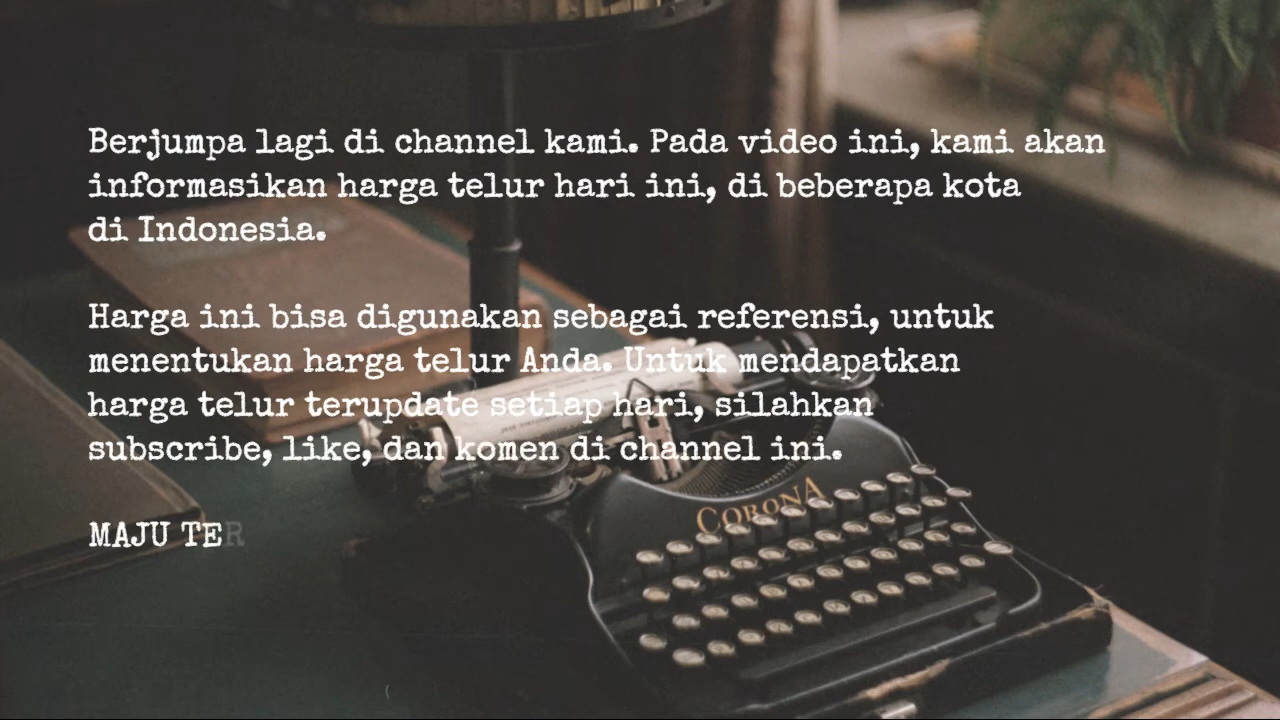 Berjumpa lagi di channel kami. Pada video ini, kami akan
informasikan harga telur hari ini, di beberapa kota
di Indonesia.
Harga ini bisa digunakan sebagai referensi, untuk
menentukan harga telur Anda. Untuk mendapatkan
harga telur terupdate setiap hari, silahkan
subscribe, like, dan komen di channel ini.
MAJU TER
CORONA